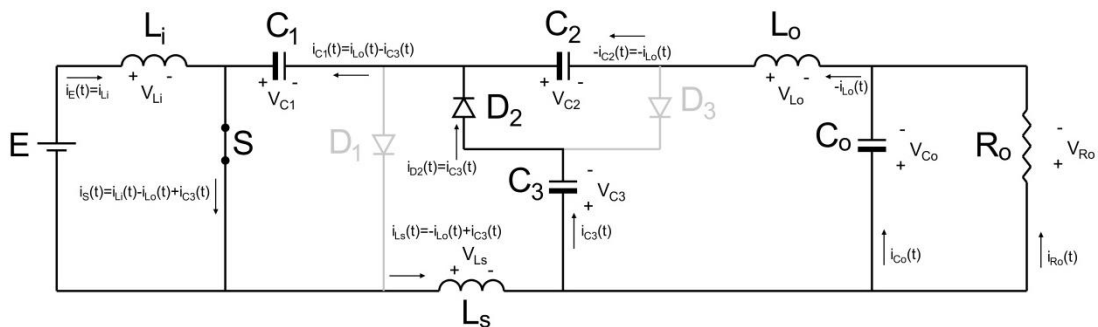 Li
C1
iC1(t)=iLo(t)-iC3(t)
C2
-iC2(t)=-iLo(t)
Lo
iE(t)=iLi
+ VLi -
+ VC1 -
+ VC2 -
+ VLo -
-iLo(t)
E
S
D1
D2
D3
Co
- VCo +
Ro
- VRo +
iD2(t)=iC3(t)
C3
- VC3 +
iS(t)=iLi(t)-iLo(t)+iC3(t)
iLs(t)=-iLo(t)+iC3(t)
iC3(t)
iCo(t)
iRo(t)
+ VLs -
Ls